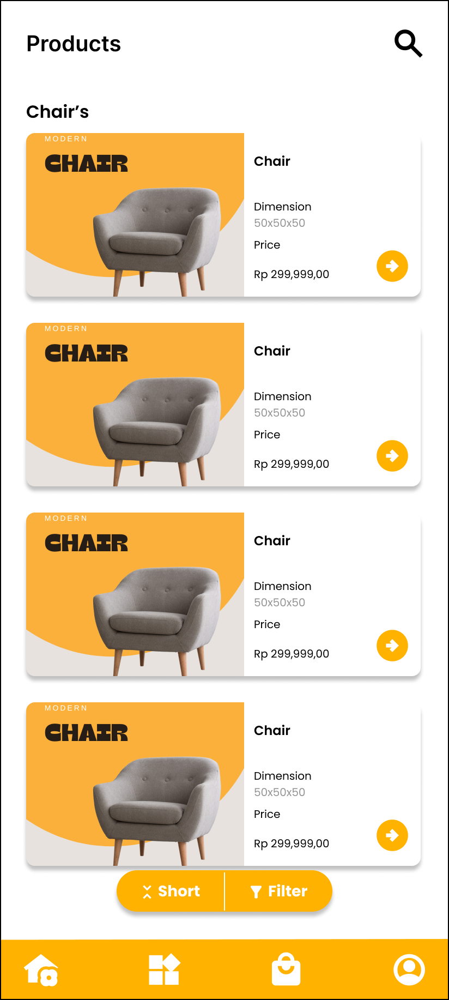 Products
Chair’s
MODERN
CHAIR
Chair
Dimension
50x50x50
Price
Rp 299,999,00
MODERN
CHAIR
Chair
Dimension
50x50x50
Price
Rp 299,999,00
MODERN
CHAIR
Chair
Dimension
50x50x50
Price
Rp 299,999,00
MODERN
CHAIR
Chair
Dimension
50x50x50
Price
Rp 299,999,00
Short Filter